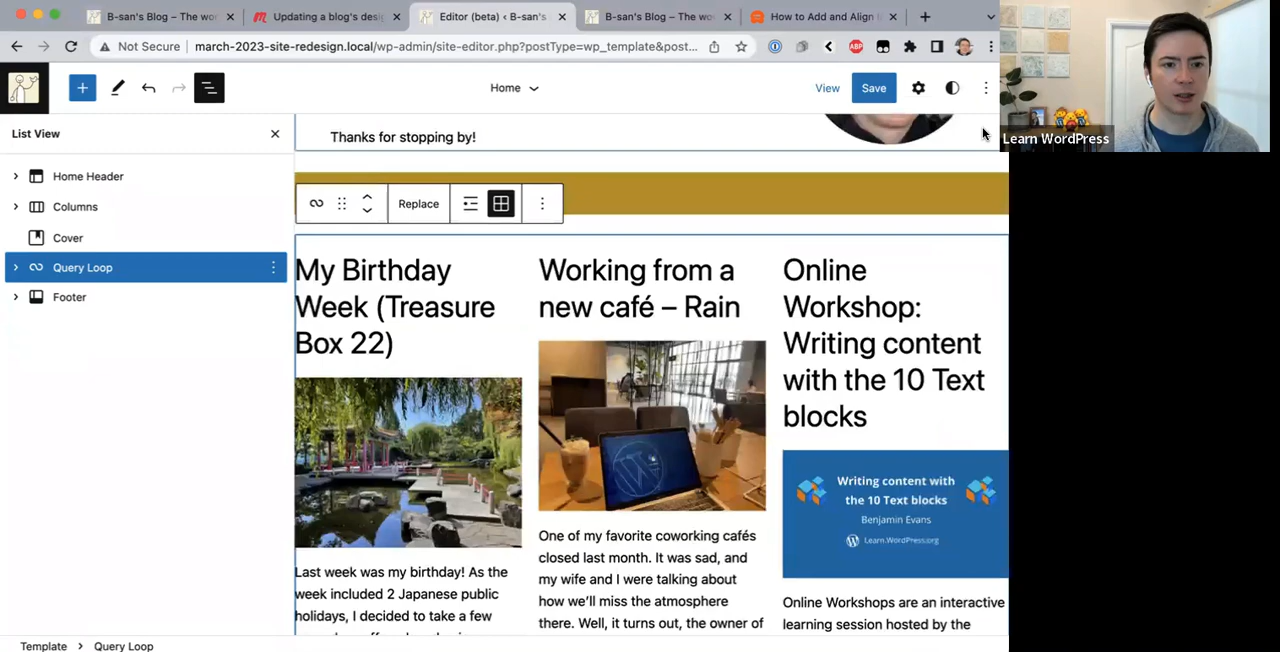 B-san's Blog – The wo
Updating a blog's desi
Editor (beta) ‹ B-san's
B-san's Blog – The wo
How to Add and Align
Not Secure
march-2023-site-redesign.local/wp-admin/site-editor.php?postType=wp_template&post...
ABP
Home
View
Save
Learn WordPress
List View
Home Header
Columns
Cover
Query Loop
Footer
Thanks for stopping by!
Replace
My Birthday
Week (Treasure
Box 22)
Last week was my birthday! As the
week included 2 Japanese public
holidays, I decided to take a few
Working from a
new café – Rain
One of my favorite coworking cafés
closed last month. It was sad, and
my wife and I were talking about
how we'll miss the atmosphere
there. Well, it turns out, the owner of
Online
Workshop:
Writing content
with the 10 Text
blocks
Writing content with
the 10 Text blocks
Benjamin Evans
Learn.WordPress.org
Online Workshops are an interactive
learning session hosted by the
Template > Query Loop